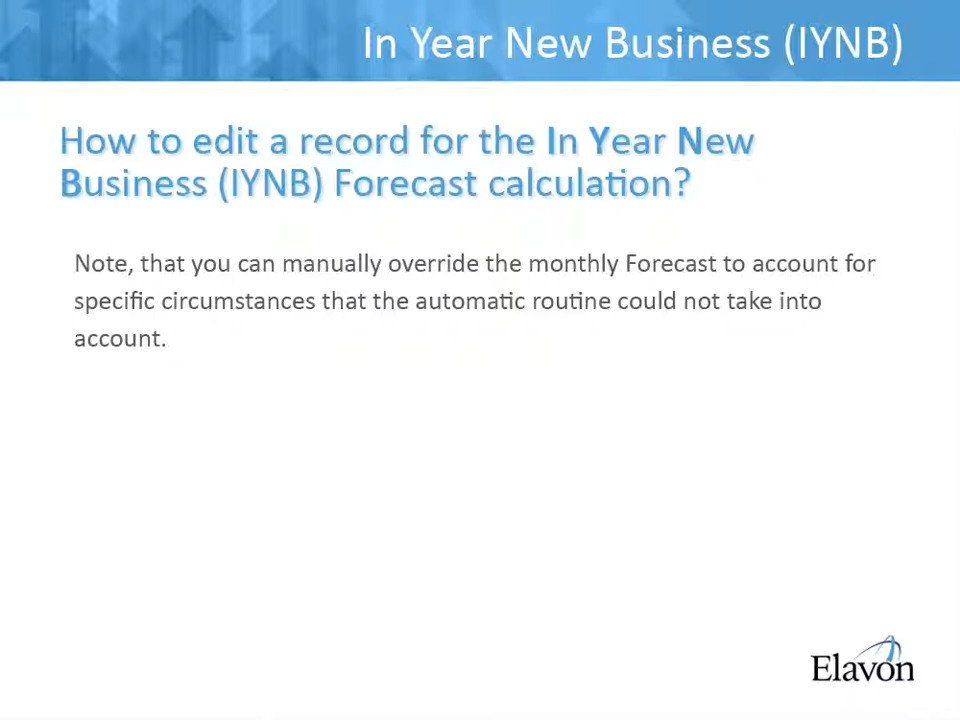 In Year New Business (IYNB)
How to edit a record for the In Year New
Business (IYNB) Forecast calculation?
Note, that you can manually override the monthly Forecast to account for
specific circumstances that the automatic routine could not take into
account.
Elavon